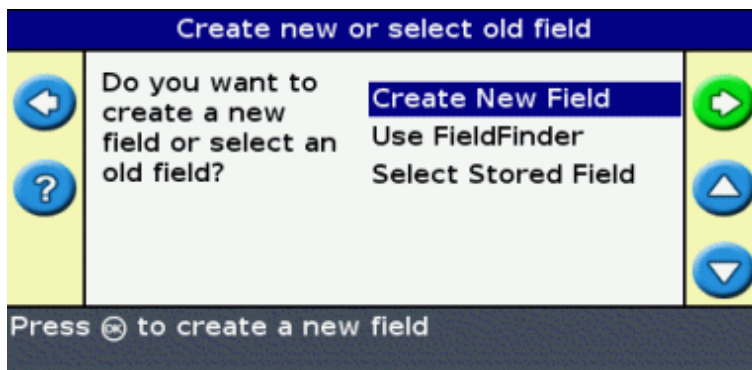 Create new or select old field
Do you want to
create a new
field or select an
old field?
Create New Field
Use FieldFinder
Select Stored Field
?
Press OK to create a new field